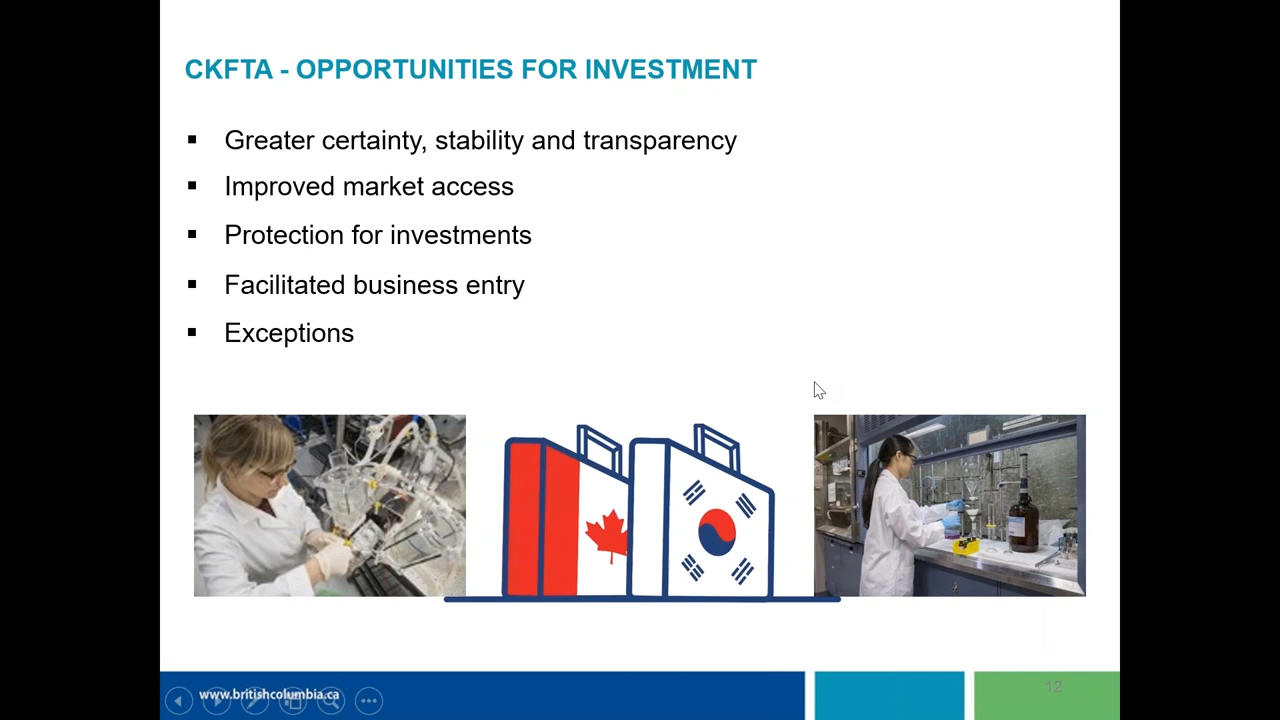 CKFTA - OPPORTUNITIES FOR INVESTMENT
▪ Greater certainty, stability and transparency
▪ Improved market access
▪ Protection for investments
▪ Facilitated business entry
▪ Exceptions
www.britishcolumbia.ca
12